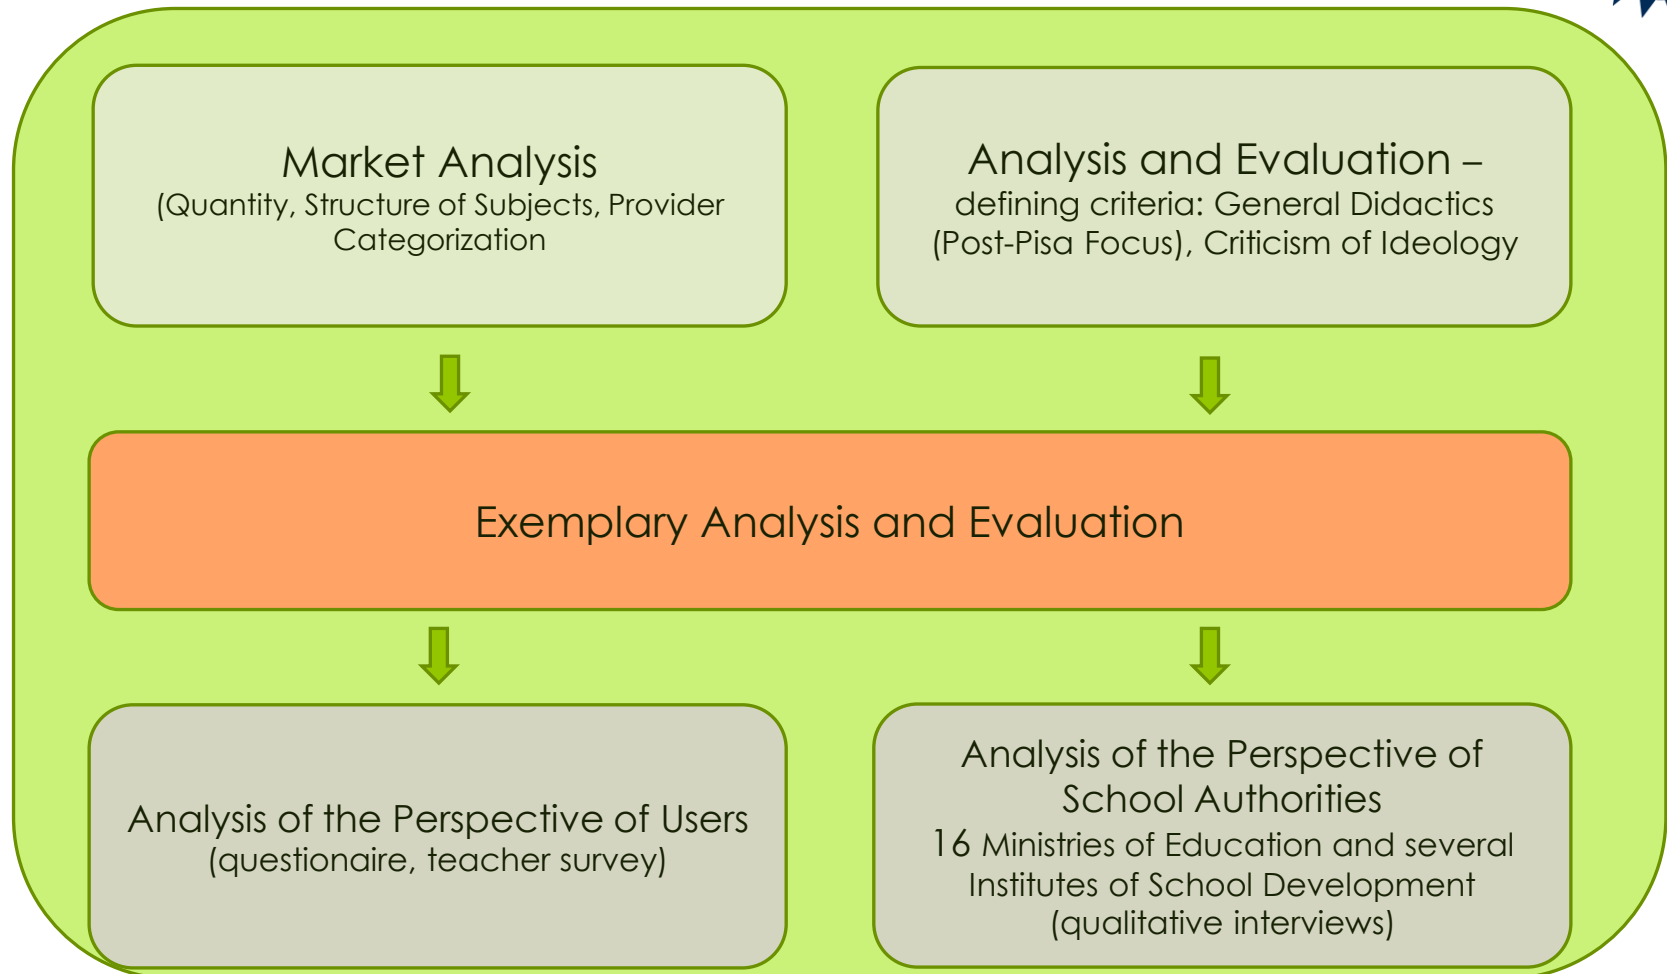 Market Analysis
(Quantity, Structure of Subjects, Provider
Categorization
Analysis and Evaluation –
defining criteria: General Didactics
(Post-Pisa Focus), Criticism of Ideology
Exemplary Analysis and Evaluation
Analysis of the Perspective of Users
(questionaire, teacher survey)
Analysis of the Perspective of
School Authorities
16 Ministries of Education and several
Institutes of School Development
(qualitative interviews)